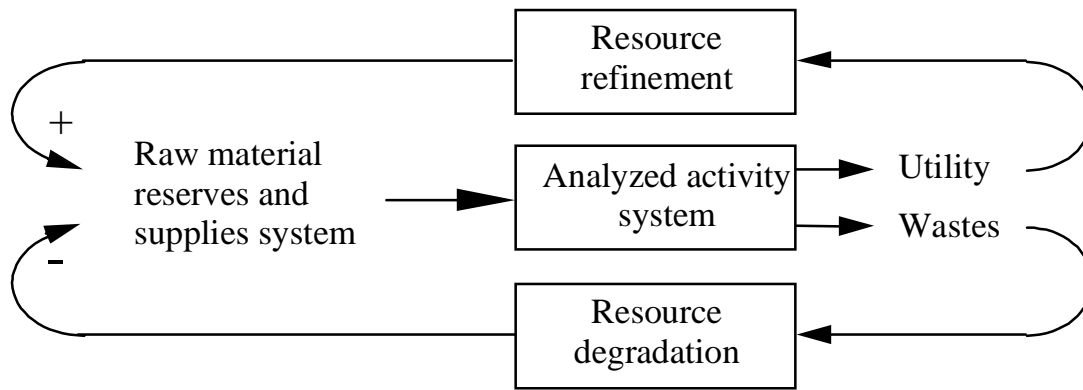 Resource
refinement
+
Raw material
reserves and
supplies system
Analyzed activity
system
Utility
Wastes
-
Resource
degradation